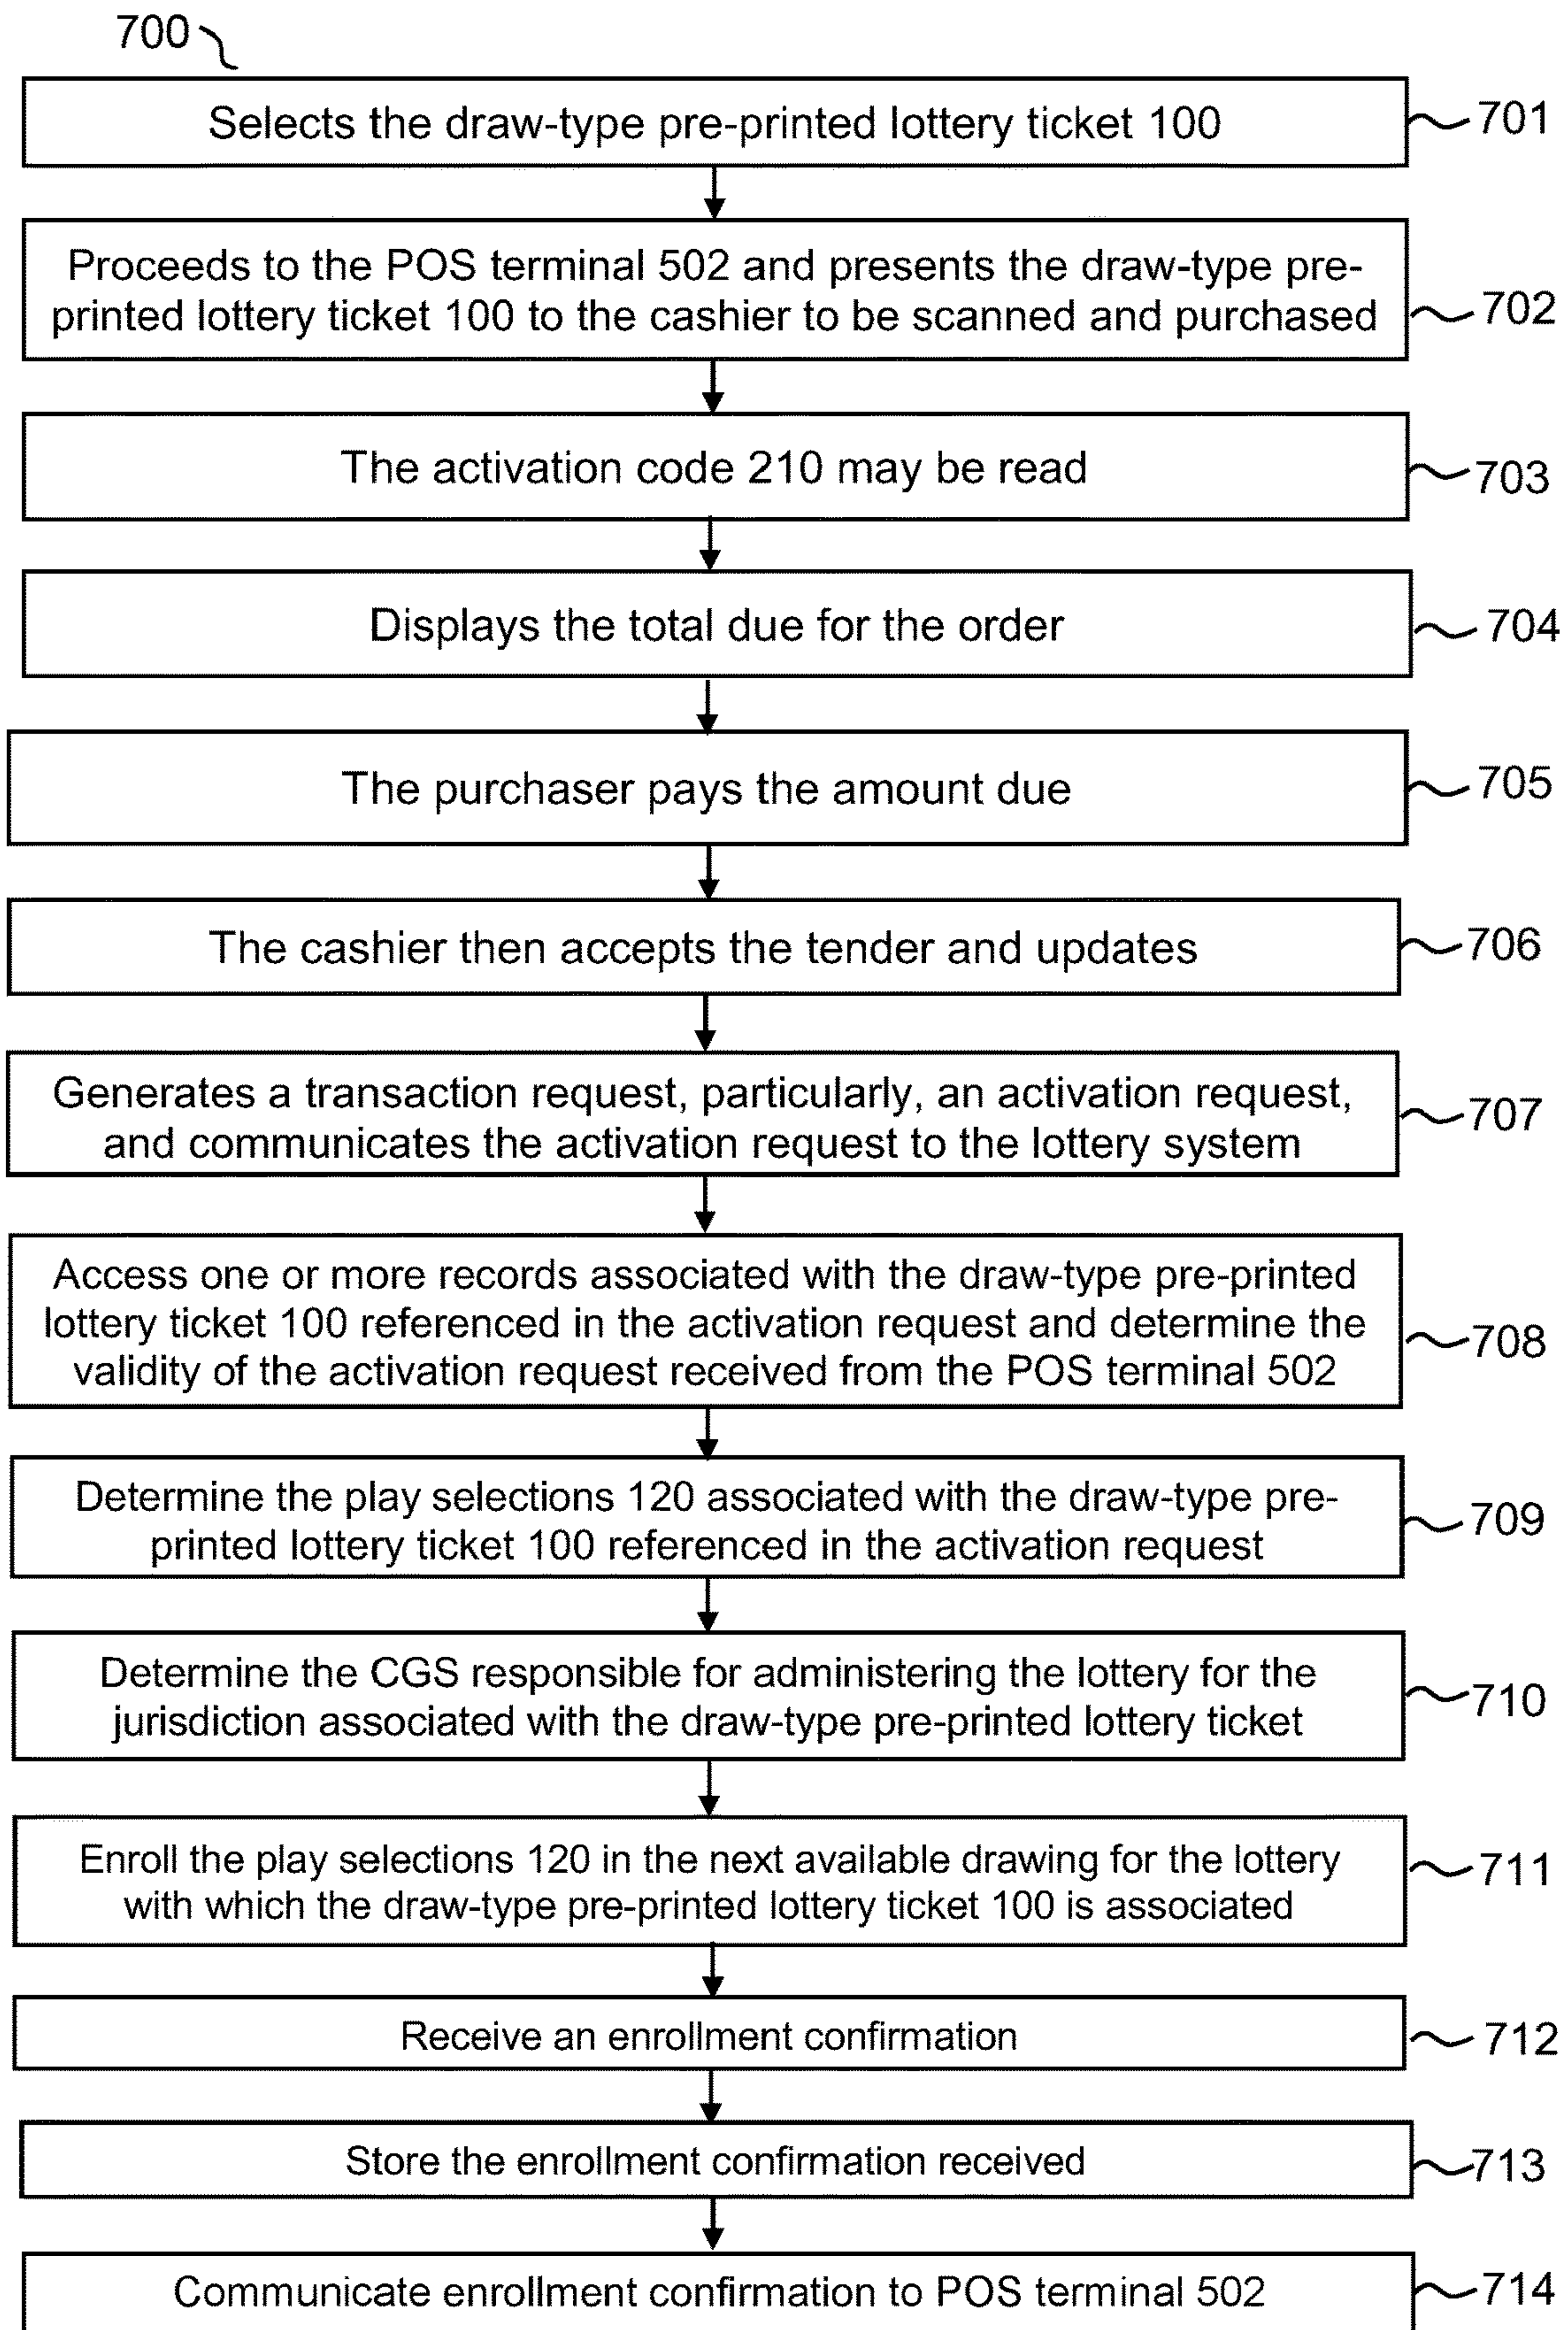 700
Selects the draw-type pre-printed lottery ticket 100
701
Proceeds to the POS terminal 502 and presents the draw-type pre-
printed lottery ticket 100 to the cashier to be scanned and purchased
702
The activation code 210 may be read
703
Displays the total due for the order
704
The purchaser pays the amount due
705
The cashier then accepts the tender and updates
706
Generates a transaction request, particularly, an activation request,
and communicates the activation request to the lottery system
707
Access one or more records associated with the draw-type pre-printed
lottery ticket 100 referenced in the activation request and determine the
validity of the activation request received from the POS terminal 502
708
Determine the play selections 120 associated with the draw-type pre-
printed lottery ticket 100 referenced in the activation request
709
Determine the CGS responsible for administering the lottery for the
jurisdiction associated with the draw-type pre-printed lottery ticket
710
Enroll the play selections 120 in the next available drawing for the lottery
with which the draw-type pre-printed lottery ticket 100 is associated
711
Receive an enrollment confirmation
712
Store the enrollment confirmation received
713
Communicate enrollment confirmation to POS terminal 502
714